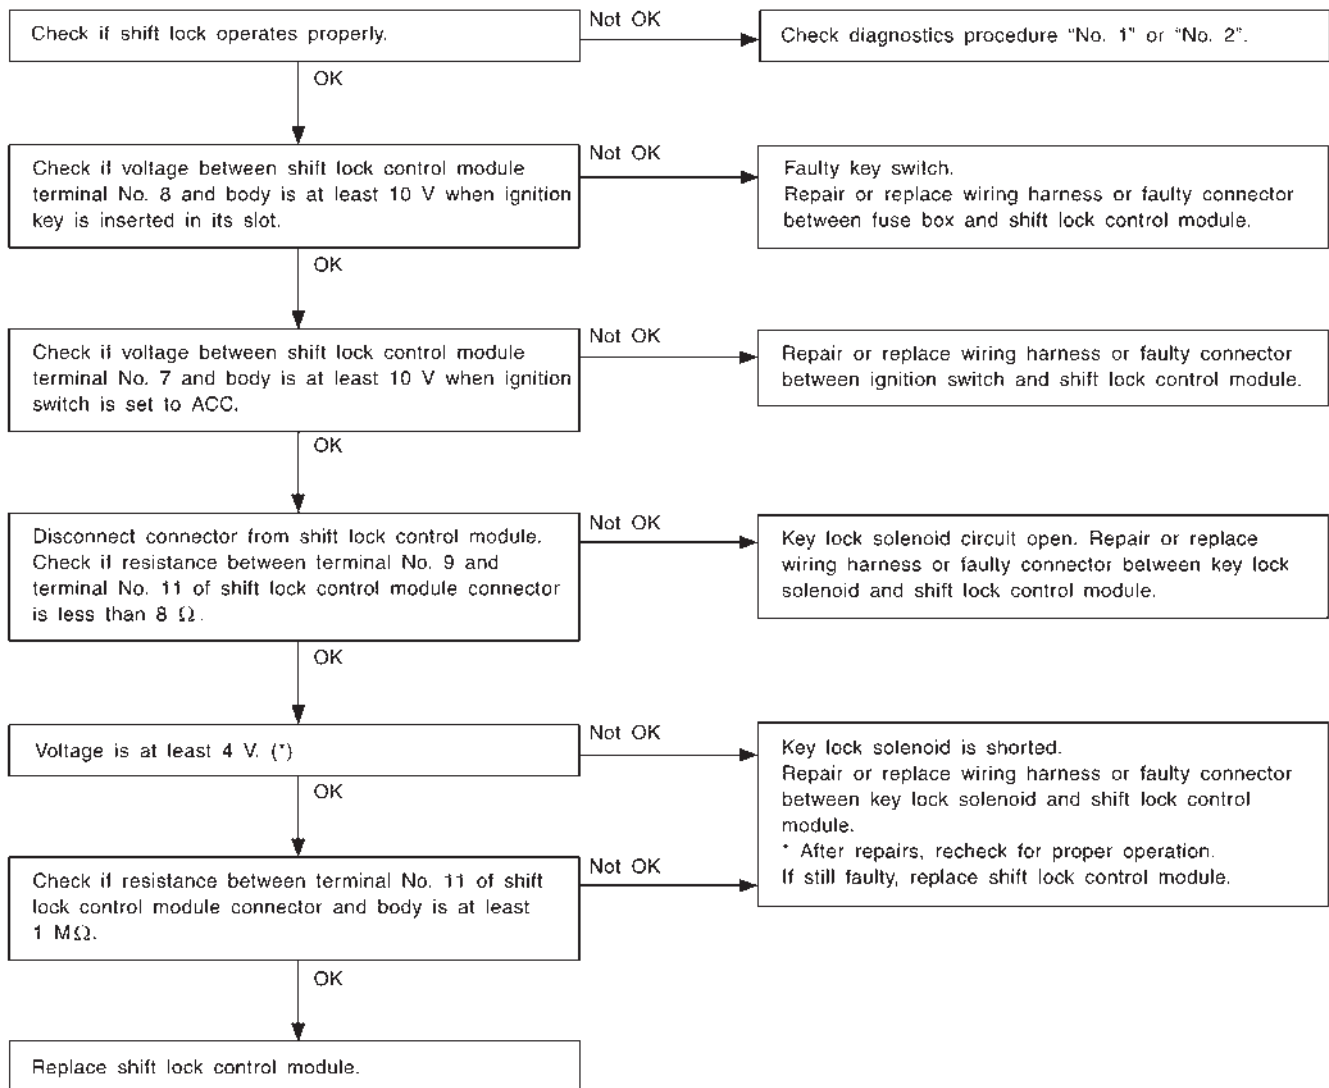 Check if shift lock operates properly.
Not OK
Check diagnostics procedure “No. 1” or “No. 2”.
OK
Check if voltage between shift lock control module
terminal No. 8 and body is at least 10 V when ignition
key is inserted in its slot.
Not OK
Faulty key switch.
Repair or replace wiring harness or faulty connector
between fuse box and shift lock control module.
OK
Check if voltage between shift lock control module
terminal No. 7 and body is at least 10 V when ignition
switch is set to ACC.
Not OK
Repair or replace wiring harness or faulty connector
between ignition switch and shift lock control module.
OK
Disconnect connector from shift lock control module.
Check if resistance between terminal No. 9 and
terminal No. 11 of shift lock control module connector
is less than 8 Ω.
Not OK
Key lock solenoid circuit open. Repair or replace
wiring harness or faulty connector between key lock
solenoid and shift lock control module.
OK
Voltage is at least 4 V. (*)
Not OK
Key lock solenoid is shorted.
Repair or replace wiring harness or faulty connector
between key lock solenoid and shift lock control
module.
* After repairs, recheck for proper operation.
If still faulty, replace shift lock control module.
OK
Check if resistance between terminal No. 11 of shift
lock control module connector and body is at least
1 MΩ.
Not OK
OK
Replace shift lock control module.